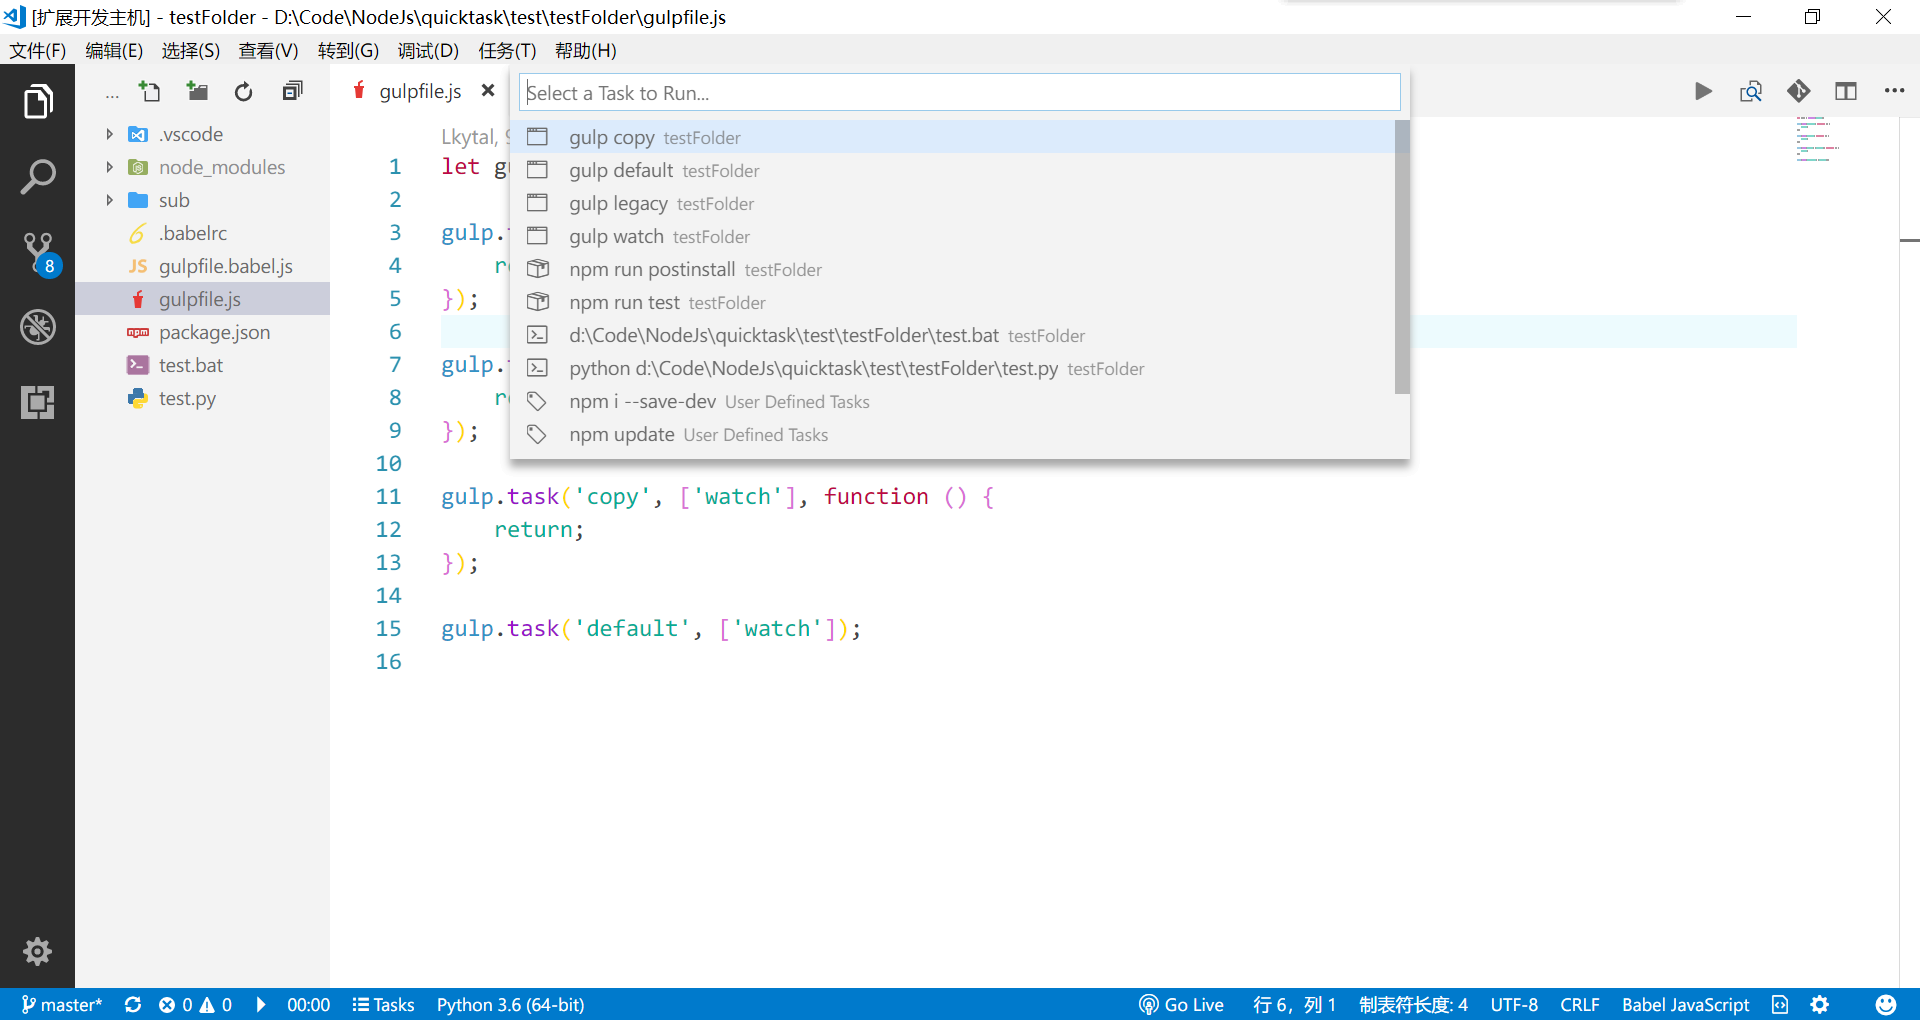 [扩展开发主机] - testFolder - D:\Code\NodeJs\quicktask\test\testFolder\gulpfile.js
文件(F) 编辑(E) 选择(S) 查看(V) 转到(G) 调试(D) 任务(T) 帮助(H)
...
gulpfile.js
Select a Task to Run...
gulp copy testFolder
gulp default testFolder
gulp legacy testFolder
gulp watch testFolder
npm run postinstall testFolder
npm run test testFolder
d:\Code\NodeJs\quicktask\test\testFolder\test.bat testFolder
python d:\Code\NodeJs\quicktask\test\testFolder\test.py testFolder
npm i --save-dev User Defined Tasks
npm update User Defined Tasks
.vscode
node_modules
sub
.babelrc
JS gulpfile.babel.js
gulpfile.js
npm package.json
test.bat
test.py
8
Lkytal,
1 let
2
3 gulp.
4
5 });
6
7 gulp.
8
9 });
10
11 gulp.task('copy', ['watch'], function () {
12 return;
13 });
14
15 gulp.task('default', ['watch']);
16
master* 0 0 00:00 Tasks Python 3.6 (64-bit) Go Live 行 6，列 1 制表符长度: 4 UTF-8 CRLF Babel JavaScript